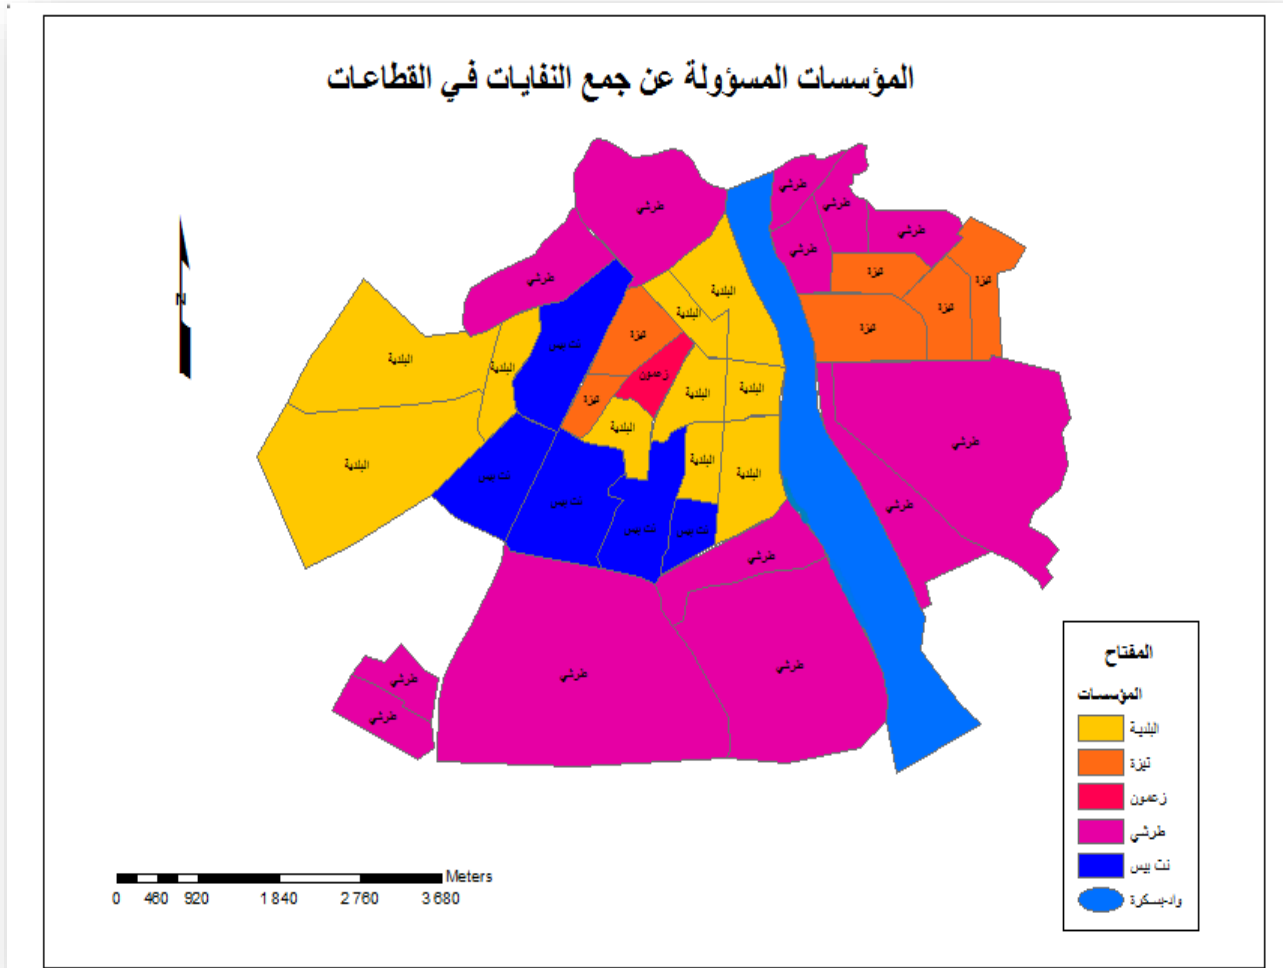 المؤسسات المسؤولة عن جمع النفايات في القطاعات
طرشي
طرشي
طرشي
طرشي
طرشي
طرشي
N
البلدية
البلدية
البلدية
البلدية
البلدية
نت بيس
تيزة
تيزة
تيزة
تيزة
تيزة
زعمون
تيزة
البلدية
البلدية
البلدية
البلدية
البلدية
البلدية
طرشي
طرشي
نت بيس
نت بيس
نت بيس
نت بيس
طرشي
طرشي
طرشي
طرشي
طرشي
المفتاح
المؤسسات
البلدية
تيزة
زعمون
طرشي
نت بيس
واد-بسكرة
Meters
0 460 920 1 840 2 760 3 680